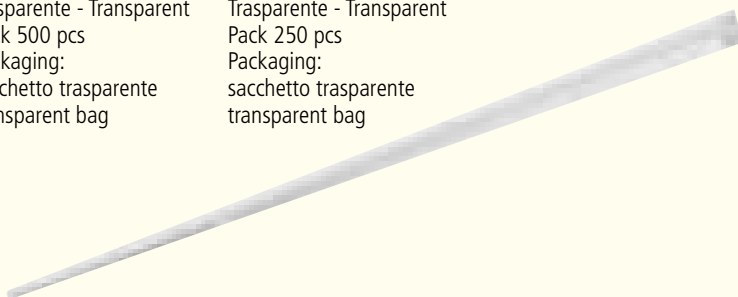 sparente - Transparent
k 500 pcs
kaging:
chetto trasparente
nsparent bag
Trasparente - Transparent
Pack 250 pcs
Packaging:
sacchetto trasparente
transparent bag